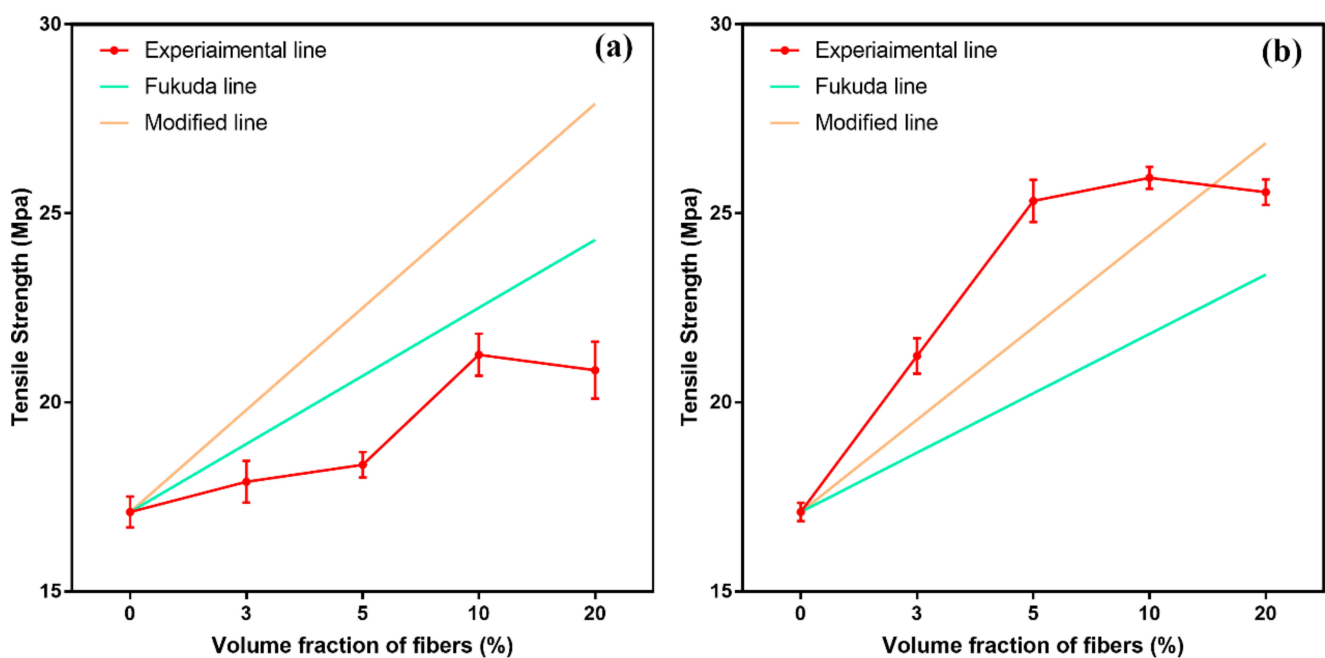 Tensile Strength (Mpa)
30
25
20
15
Experiaimental line
Fukuda line
Modified line
(a)
0 3 5 10 20
Volume fraction of fibers (%)
Tensile Strength (Mpa)
30
25
20
15
Experiaimental line
Fukuda line
Modified line
(b)
0 3 5 10 20
Volume fraction of fibers (%)